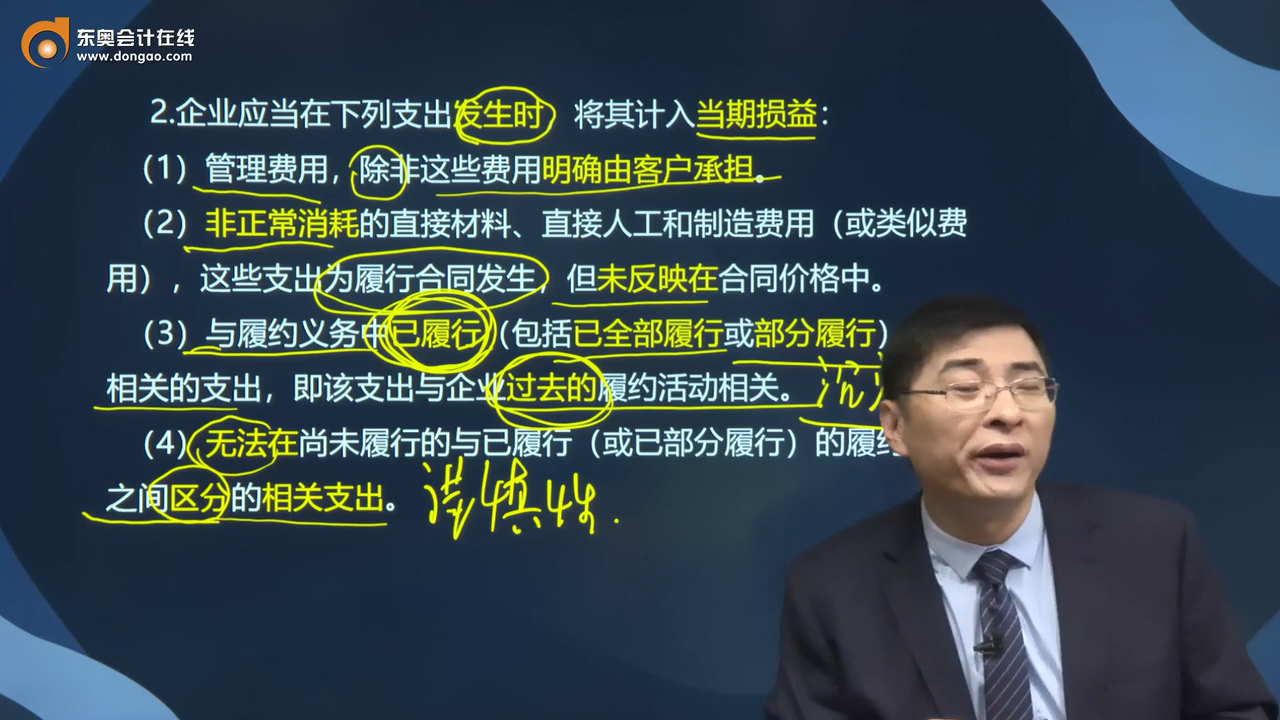 东奥会计在线
www.dongao.com
2.企业应当在下列支出发生时 将其计入当期损益：
（1）管理费用，除非这些费用明确由客户承担。
（2）非正常消耗的直接材料、直接人工和制造费用（或类似费
用），这些支出为履行合同发生，但未反映在合同价格中。
（3）与履约义务中已履行（包括已全部履行或部分履行）
相关的支出，即该支出与企业过去的履约活动相关。
沉
（4）无法在尚未履行的与已履行（或已部分履行）的履约
之间区分的相关支出。
谨慎性.